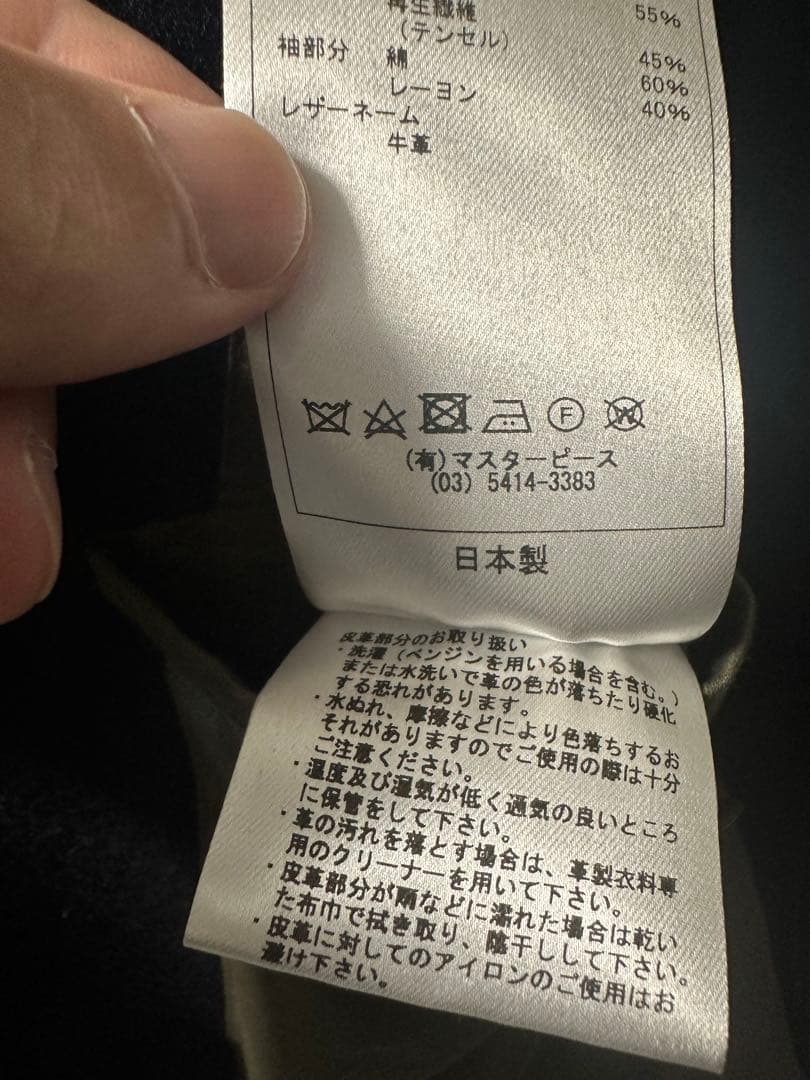 再生繊維 55%
(テンセル)
袖部分 綿 45%
レーヨン 60%
レザーネーム 40%
牛革
F
W
(有)マスターピース
(03) 5414-3383
日本製
皮革部分のお取り扱い
・洗濯(ベンジンを用いる場合を含む。)
または水洗いで革の色が落ちたり硬化
する恐れがあります。
・水ぬれ、摩擦などにより色落ちするお
それがありますのでご使用の際は十分
ご注意ください。
・温度及び湿気が低く通気の良いところ
に保管をして下さい。
・革の汚れを落とす場合は、革製衣料専
用のクリーナーを用いて下さい。
・皮革部分が雨などに濡れた場合は乾い
た布巾で拭き取り、陰干しして下さい。
・皮革に対してのアイロンのご使用はお
避け下さい。